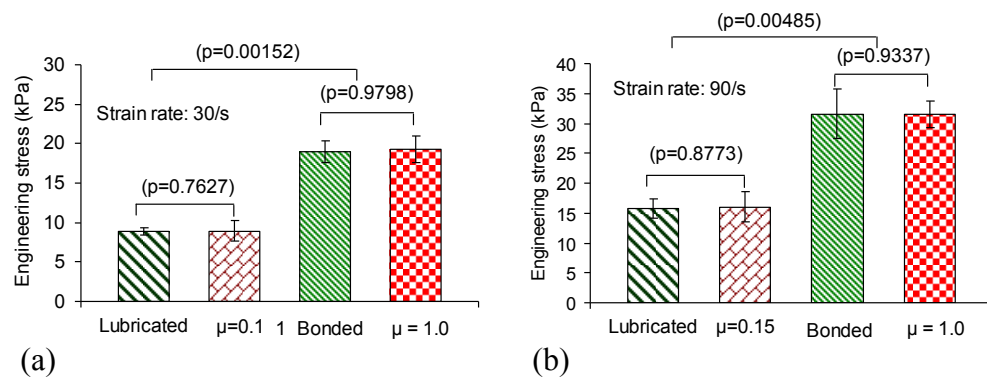 (p=0.00152)
30
25
20
15
10
5
0
Engineering stress (kPa)
Strain rate: 30/s
(p=0.9798)
(p=0.7627)
Lubricated
µ=0.1
1
Bonded
µ = 1.0
(a)
(p=0.00485)
40
35
30
25
20
15
10
5
0
Engineering stress (kPa)
(p=0.9337)
Strain rate: 90/s
(p=0.8773)
Lubricated
µ=0.15
Bonded
µ = 1.0
(b)